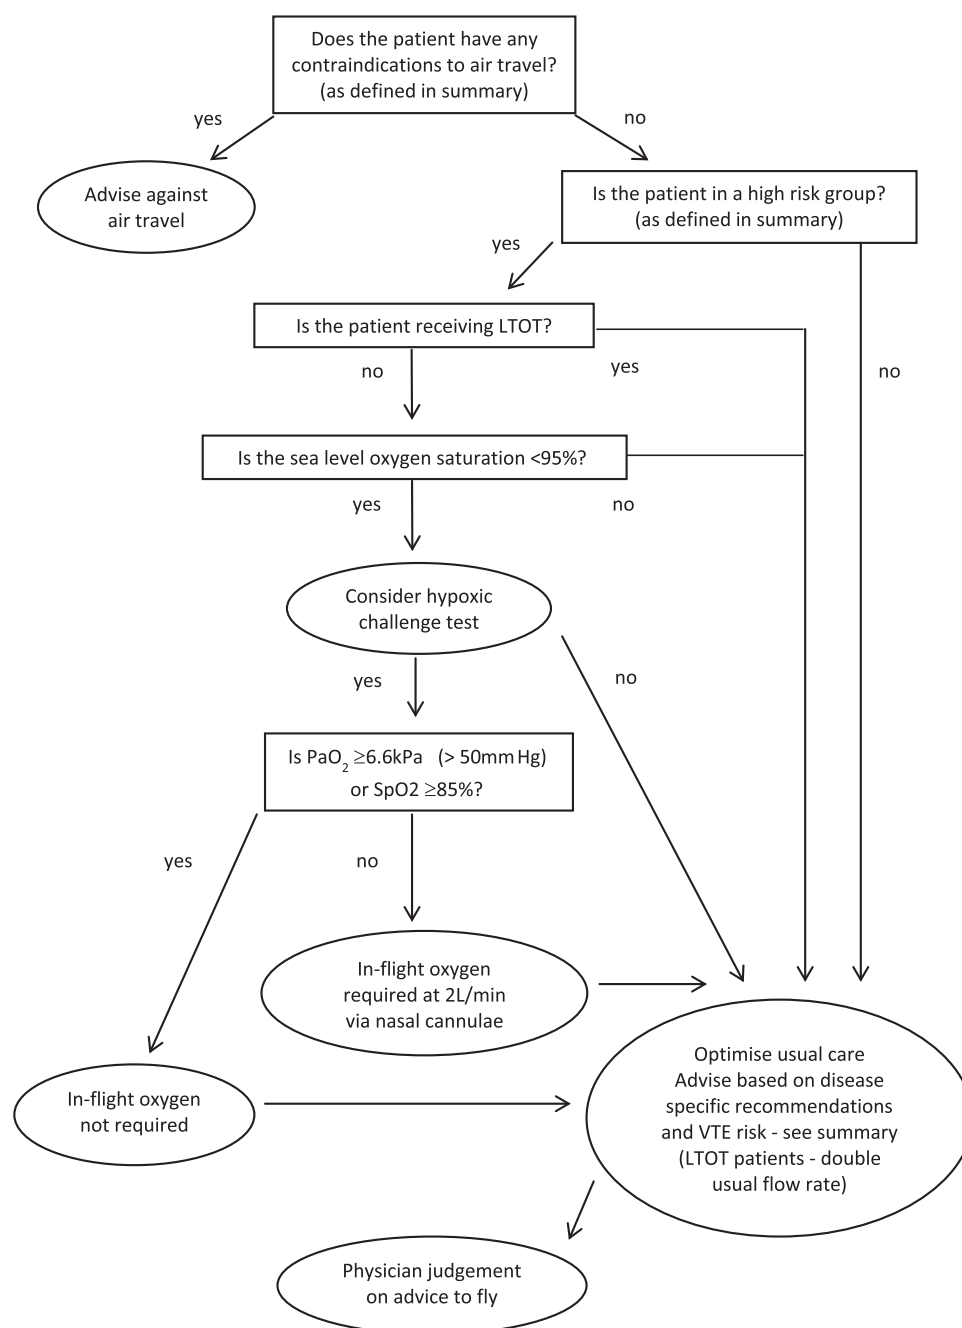 Does the patient have any
contraindications to air travel?
(as defined in summary)
yes
no
Advise against
air travel
Is the patient in a high risk group?
(as defined in summary)
yes
Is the patient receiving LTOT?
no
yes
no
Is the sea level oxygen saturation <95%?
yes
no
Consider hypoxic
challenge test
yes
no
Is PaO2 ≥6.6kPa (> 50mm Hg)
or SpO2 ≥85%?
yes
no
In-flight oxygen
required at 2L/min
via nasal cannulae
In-flight oxygen
not required
Optimise usual care
Advise based on disease
specific recommendations
and VTE risk - see summary
(LTOT patients - double
usual flow rate)
Physician judgement
on advice to fly